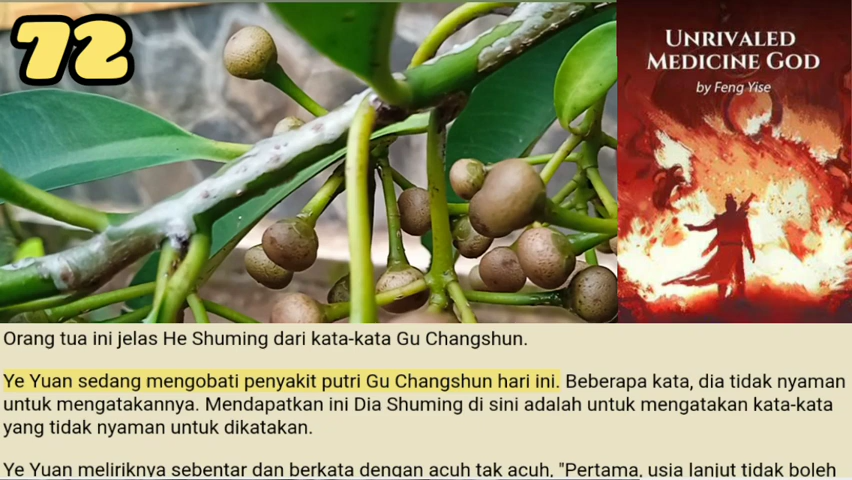 72
UNRIVALED
MEDICINE GOD
by Feng Yise
Orang tua ini jelas He Shuming dari kata-kata Gu Changshun.
Ye Yuan sedang mengobati penyakit putri Gu Changshun hari ini. Beberapa kata, dia tidak nyaman
untuk mengatakannya. Mendapatkan ini Dia Shuming di sini adalah untuk mengatakan kata-kata
yang tidak nyaman untuk dikatakan.
Ye Yuan meliriknya sebentar dan berkata dengan acuh tak acuh, "Pertama, usia lanjut tidak boleh